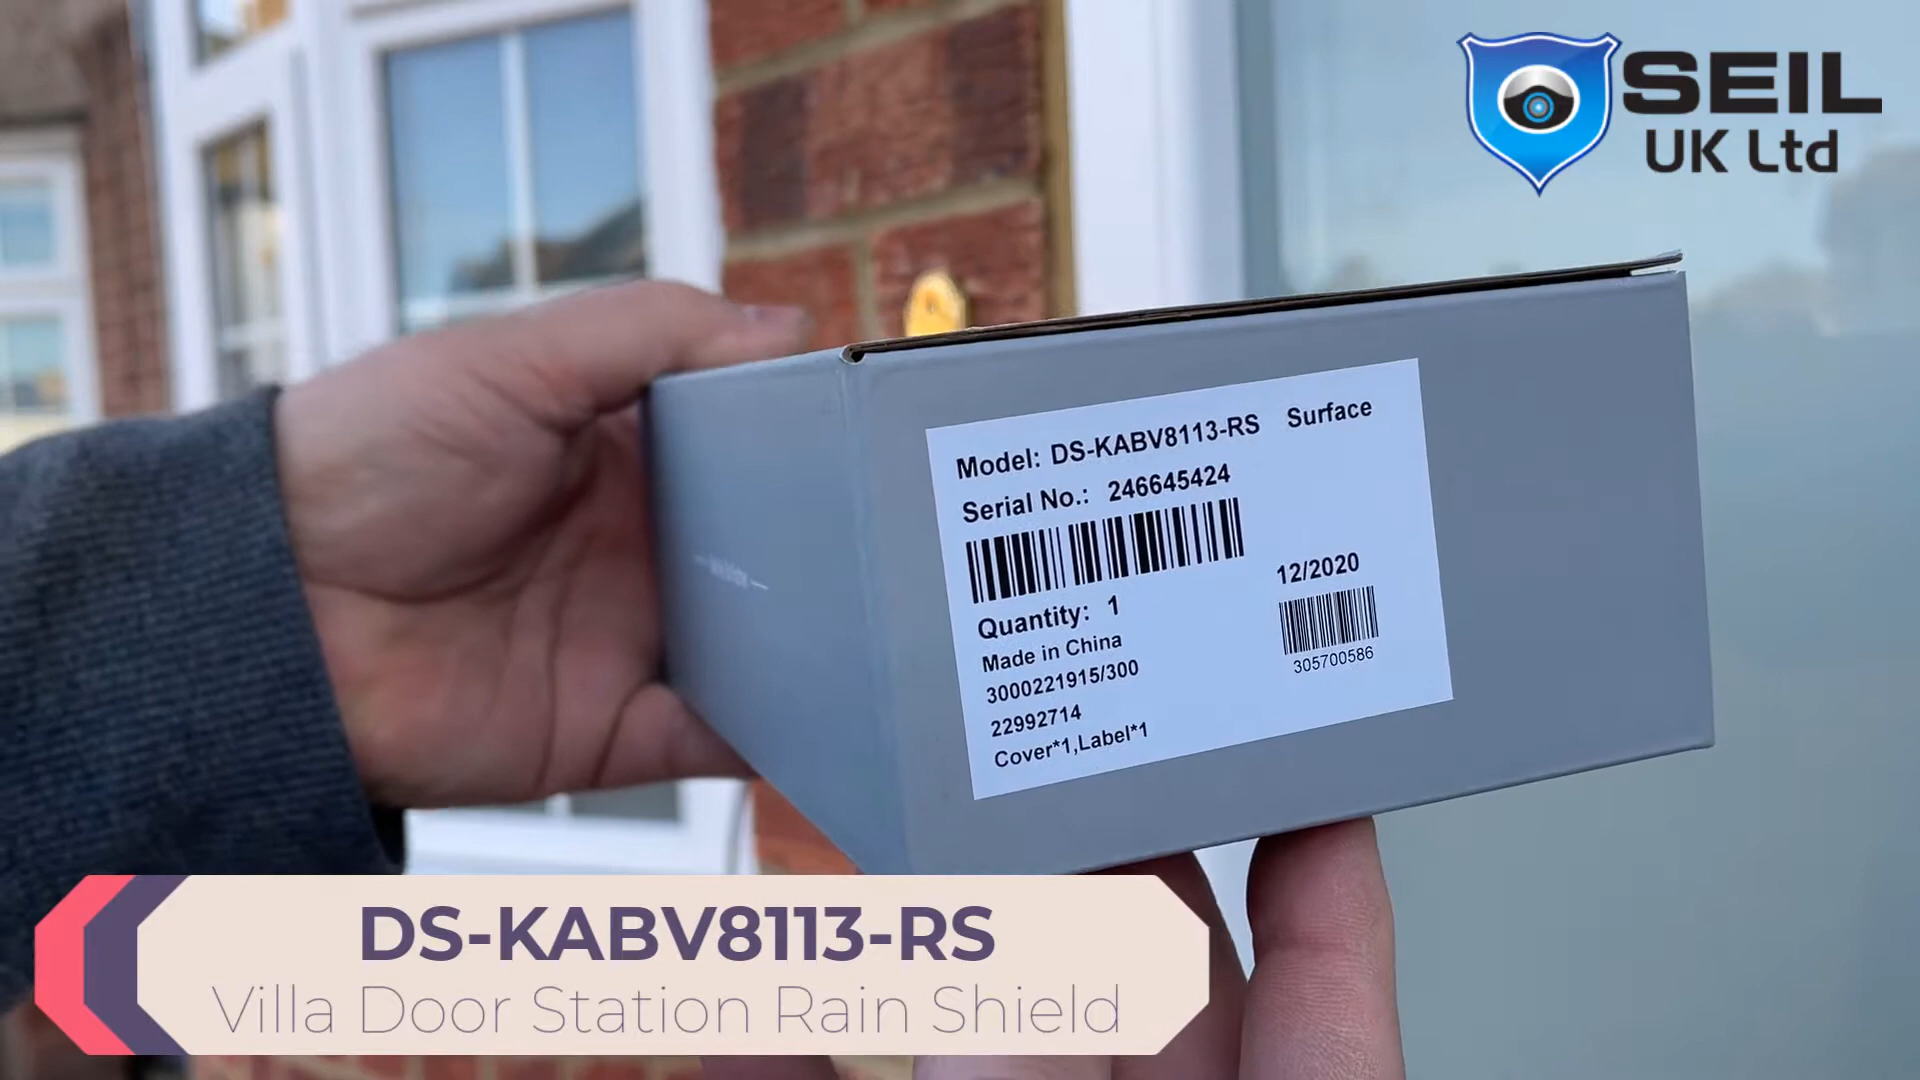 SEIL
UK Ltd
Model: DS-KABV8113-RS Surface
Serial No.: 246645424
12/2020
Quantity: 1
Made in China
3000221915/300
22992714
Cover*1,Label*1
305700586
DS-KABV8113-RS
Villa Door Station Rain Shield